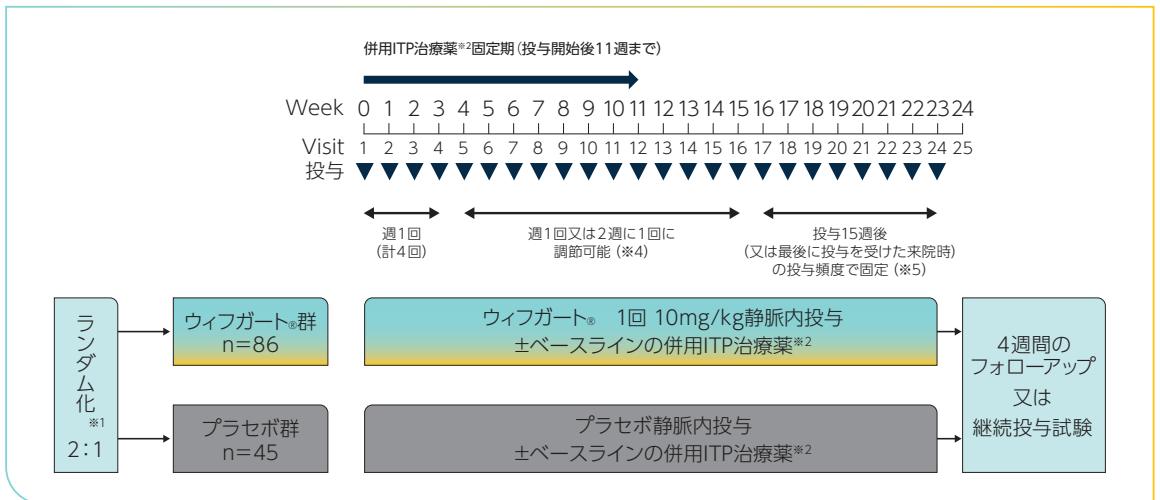 併用ITP治療薬※2固定期（投与開始後11週まで）
Week 0 1 2 3 4 5 6 7 8 9 10 11 12 13 14 15 16 17 18 19 20 21 22 23 24
Visit 1 2 3 4 5 6 7 8 9 10 11 12 13 14 15 16 17 18 19 20 21 22 23 24 25
投与
週1回
（計4回）
週1回又は2週に1回に
調節可能（※4）
投与15週後
（又は最後に投与を受けた来院時）
の投与頻度で固定（※5）
ランダム化
※1
2：1
ウィフガート®群
n=86
ウィフガート® 1回 10mg/kg静脈内投与
±ベースラインの併用ITP治療薬※2
プラセボ群
n=45
プラセボ静脈内投与
±ベースラインの併用ITP治療薬※2
4週間の
フォローアップ
又は
継続投与試験